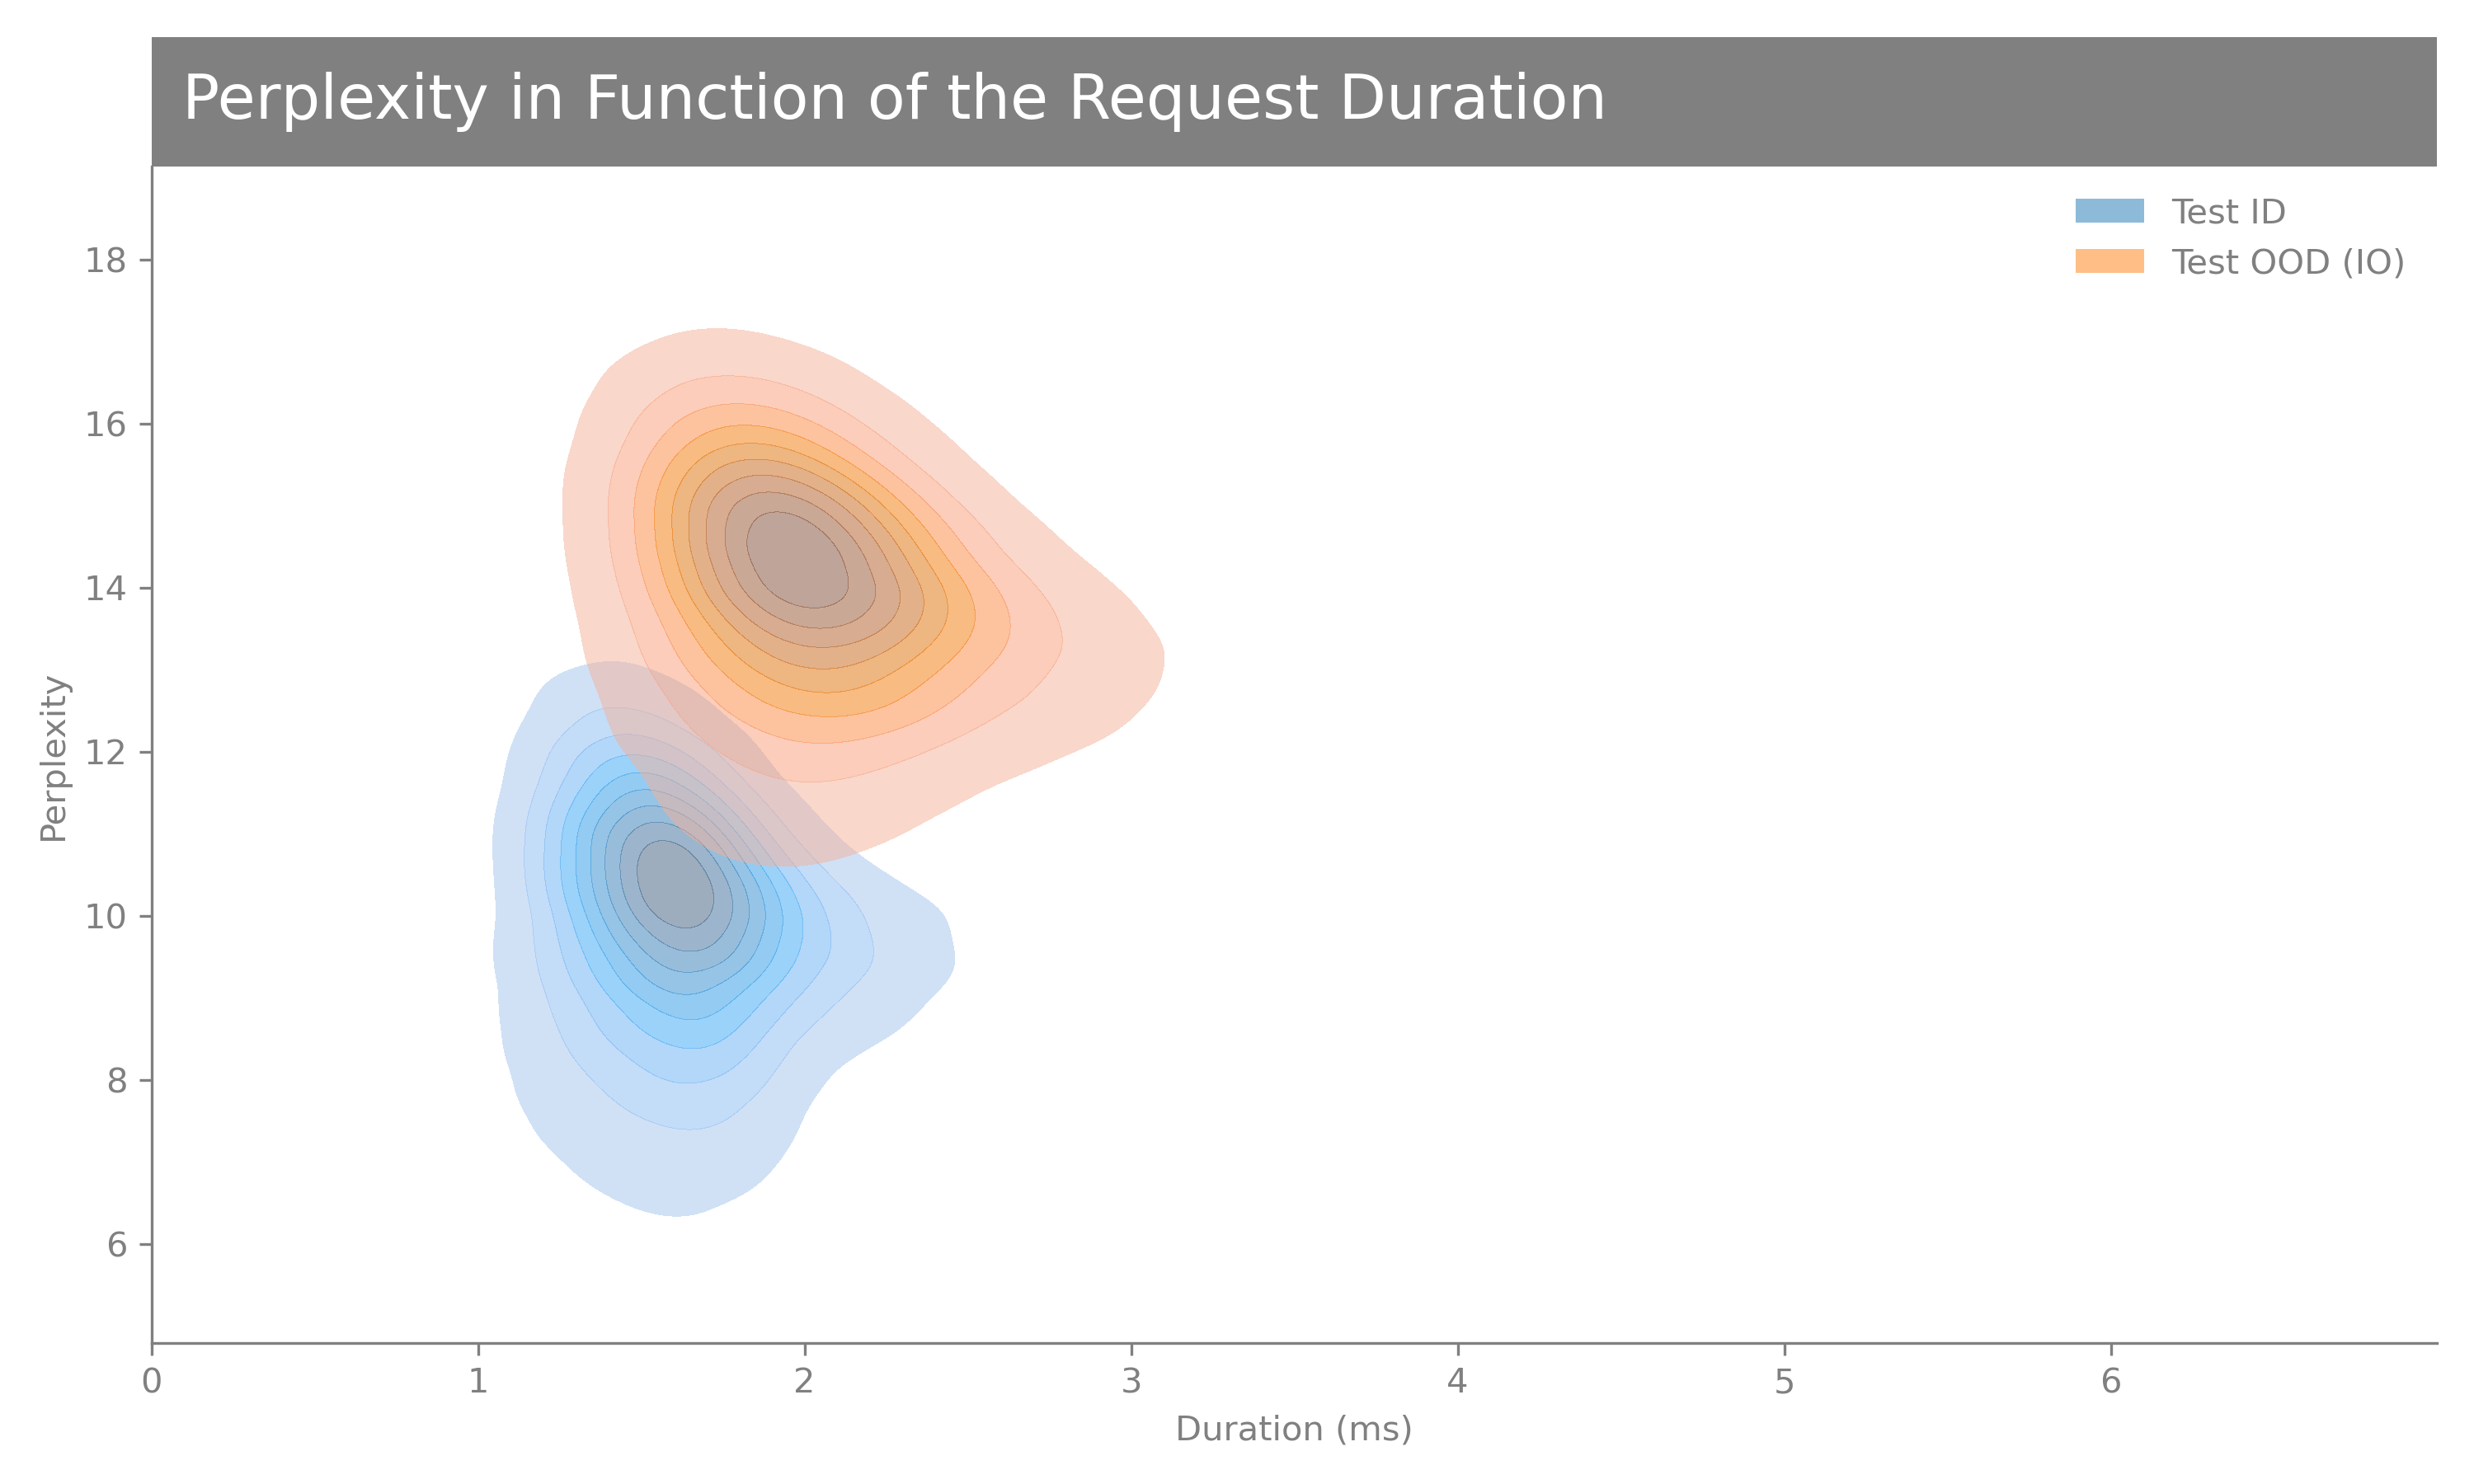 Perplexity in Function of the Request Duration
Test ID
Test OOD (IO)
18
16
14
12
10
8
6
Perplexity
0 1 2 3 4 5 6
Duration (ms)